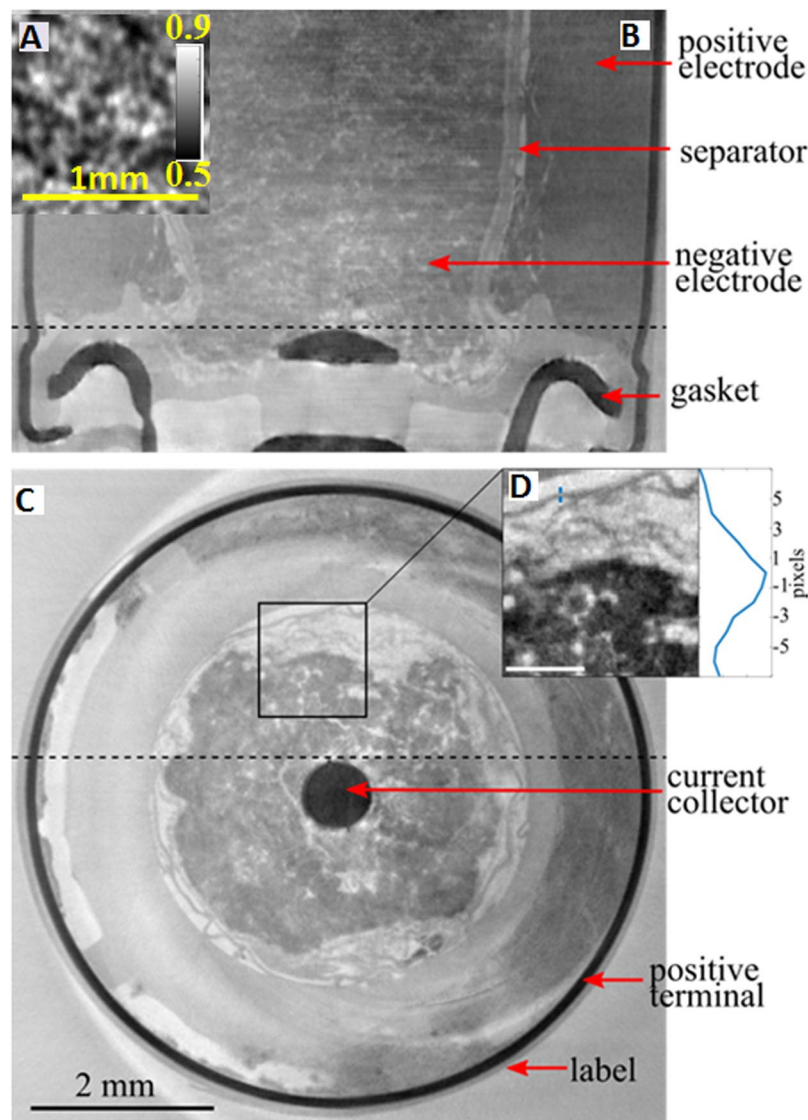 A
0.9
B
positive
electrode
1mm
0.5
separator
negative
electrode
gasket
C
D
5
3
1
-1
-3
-5
pixels
current
collector
positive
terminal
label
2 mm